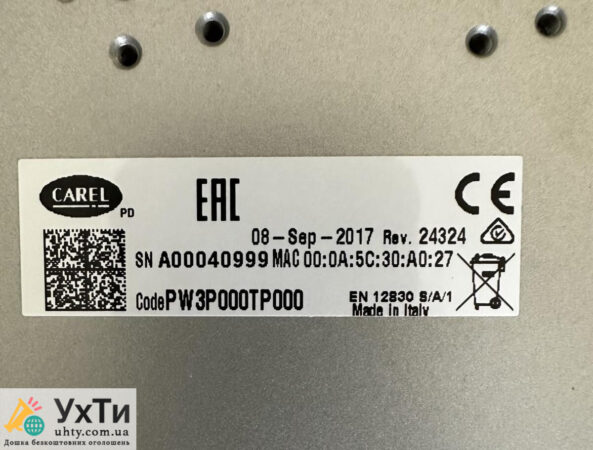 CAREL
PD
EAC
CE
08-Sep-2017 Rev. 24324
SN A00040999 MAC 00:0A:5C:30:A0:27
Code PW3P000TP000
EN 12830 S/A/1
Made in Italy
УхТи
uhty.com.ua
Дошка безкоштовних оголошень